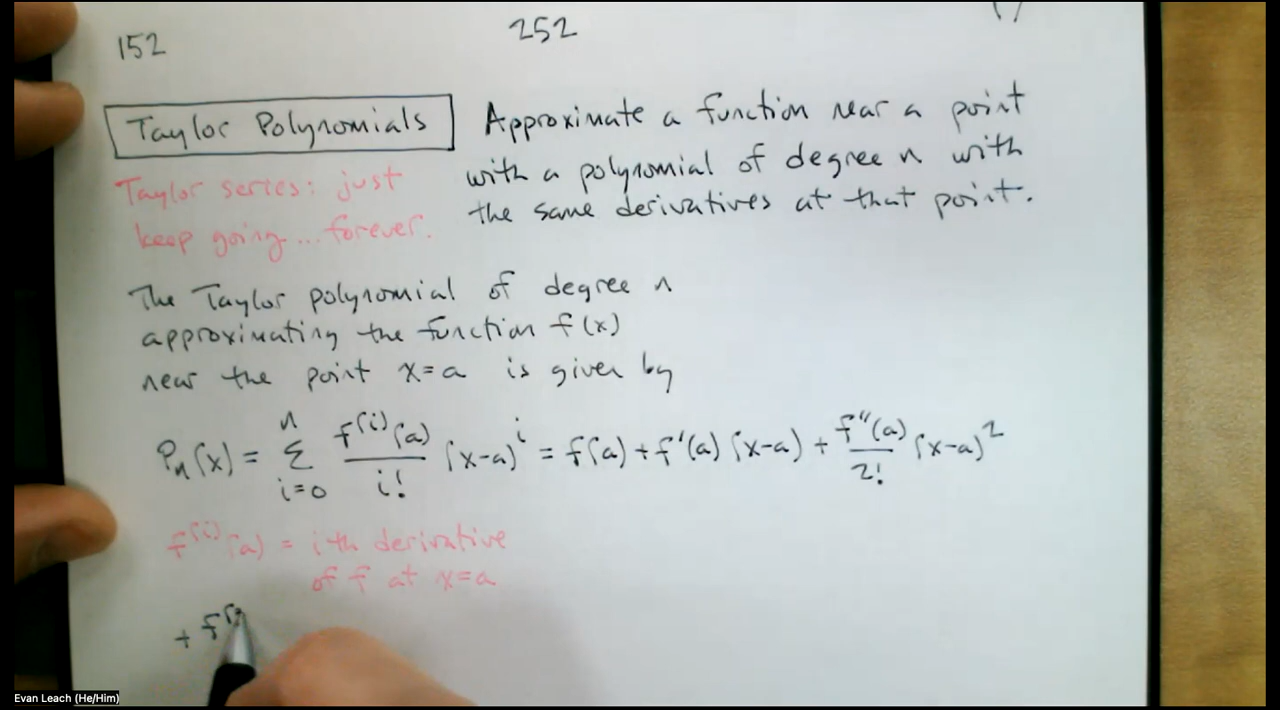 152
252
17
Taylor Polynomials
Approximate a function near a point
with a polynomial of degree n with
the same derivatives at that point.
Taylor series: just
keep going...forever.
The Taylor polynomial of degree n
approximating the function f(x)
near the point x=a is given by
Pₙ(x) = Σ_{i=0}^{n} f⁽ⁱ⁾(a)/i! (x-a)ⁱ = f(a) + f'(a)(x-a) + f''(a)/2! (x-a)²
f⁽ⁱ⁾(a) = ith derivative
of f at x=a
+ f⁽
Evan Leach (He/Him)